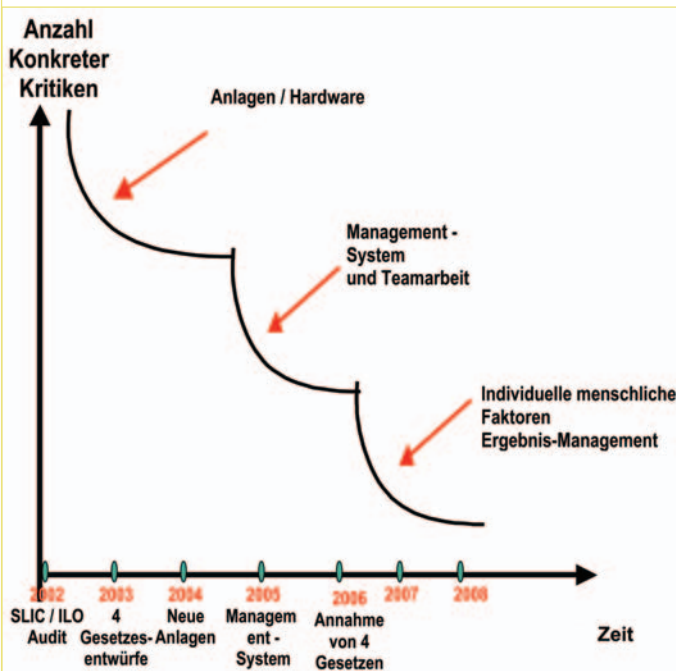 Anzahl
Konkreter
Kritiken
Anlagen / Hardware
Management -
System
und Teamarbeit
Individuelle menschliche
Faktoren
Ergebnis-Management
2002
2003
2004
2005
2006
2007
2008
SLIC / ILO
Audit
4
Gesetzes-
entwürfe
Neue
Anlagen
Managem
ent -
System
Annahme
von 4
Gesetzen
Zeit